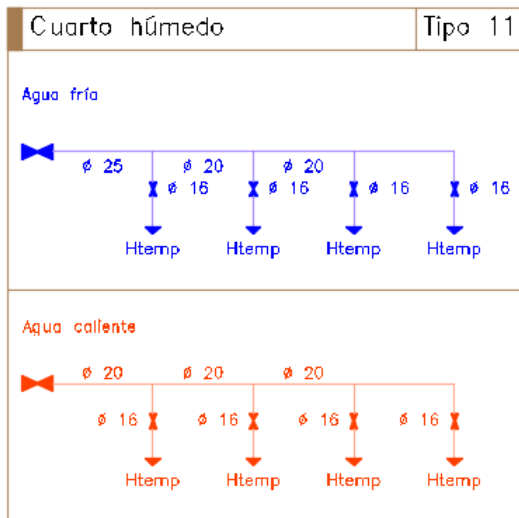 Cuarto húmedo Tipo 11
Agua fría
ø 25 ø 20 ø 20
ø 16 ø 16 ø 16 ø 16
Htemp Htemp Htemp Htemp
Agua caliente
ø 20 ø 20 ø 20
ø 16 ø 16 ø 16 ø 16
Htemp Htemp Htemp Htemp